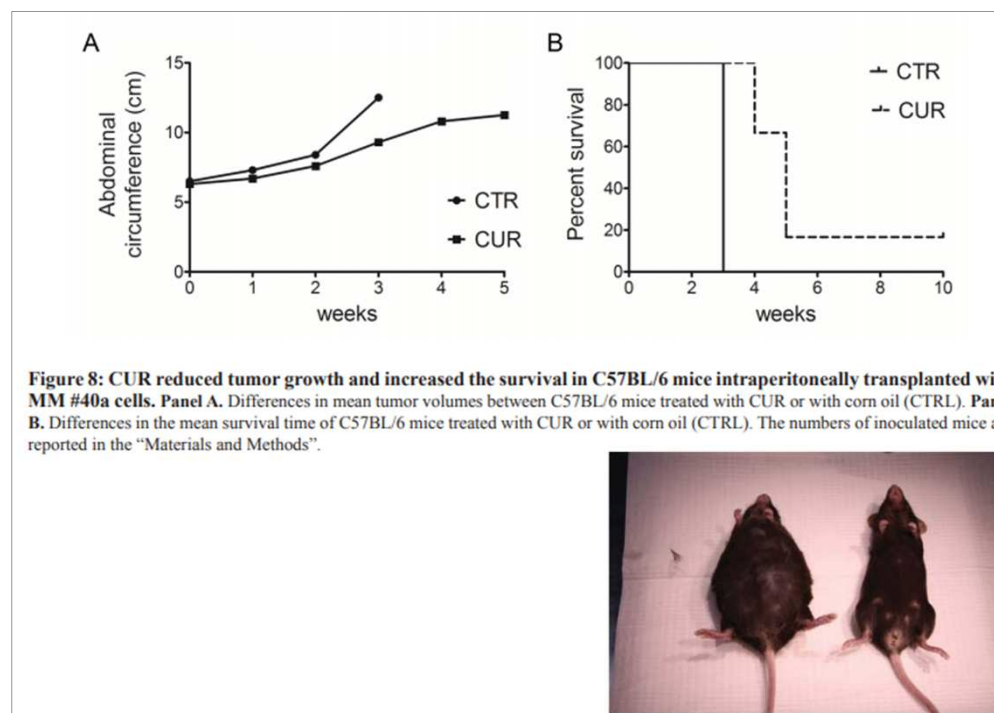 A
B
15
10
5
0
Abdominal
circumference (cm)
CTR
CUR
0 1 2 3 4 5
weeks
100
80
60
40
20
0
Percent survival
CTR
CUR
0 2 4 6 8 10
weeks
Figure 8: CUR reduced tumor growth and increased the survival in C57BL/6 mice intraperitoneally transplanted wi
MM #40a cells. Panel A. Differences in mean tumor volumes between C57BL/6 mice treated with CUR or with corn oil (CTRL). Pan
B. Differences in the mean survival time of C57BL/6 mice treated with CUR or with corn oil (CTRL). The numbers of inoculated mice a
reported in the “Materials and Methods”.